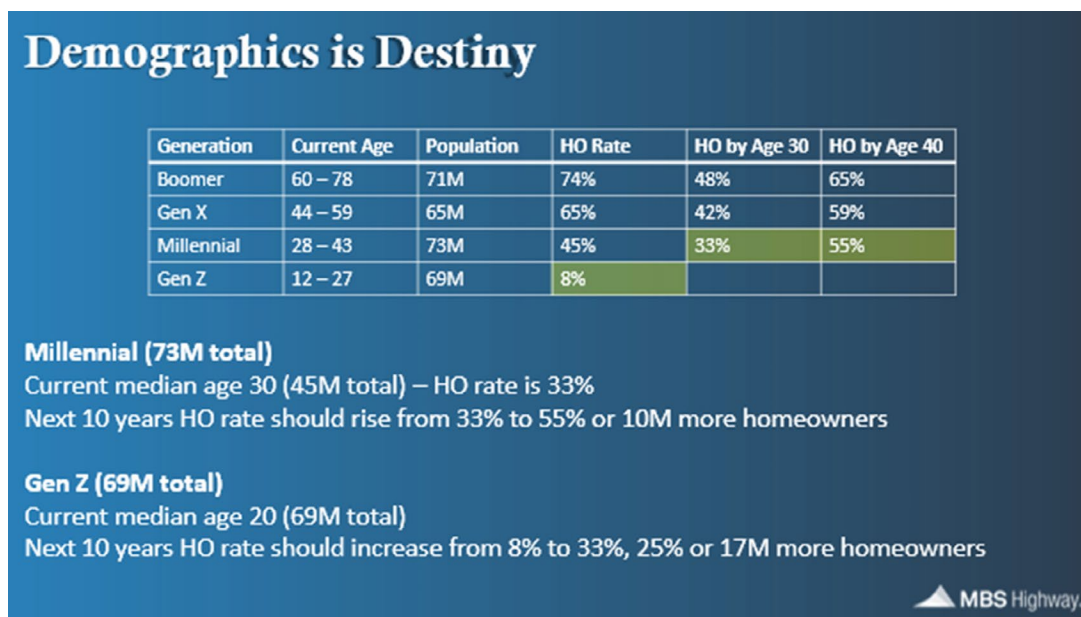 Demographics is Destiny
Generation Current Age Population HO Rate HO by Age 30 HO by Age 40
Boomer 60 – 78 71M 74% 48% 65%
Gen X 44 – 59 65M 65% 42% 59%
Millennial 28 – 43 73M 45% 33% 55%
Gen Z 12 – 27 69M 8%
Millennial (73M total)
Current median age 30 (45M total) – HO rate is 33%
Next 10 years HO rate should rise from 33% to 55% or 10M more homeowners
Gen Z (69M total)
Current median age 20 (69M total)
Next 10 years HO rate should increase from 8% to 33%, 25% or 17M more homeowners
MBS Highway.